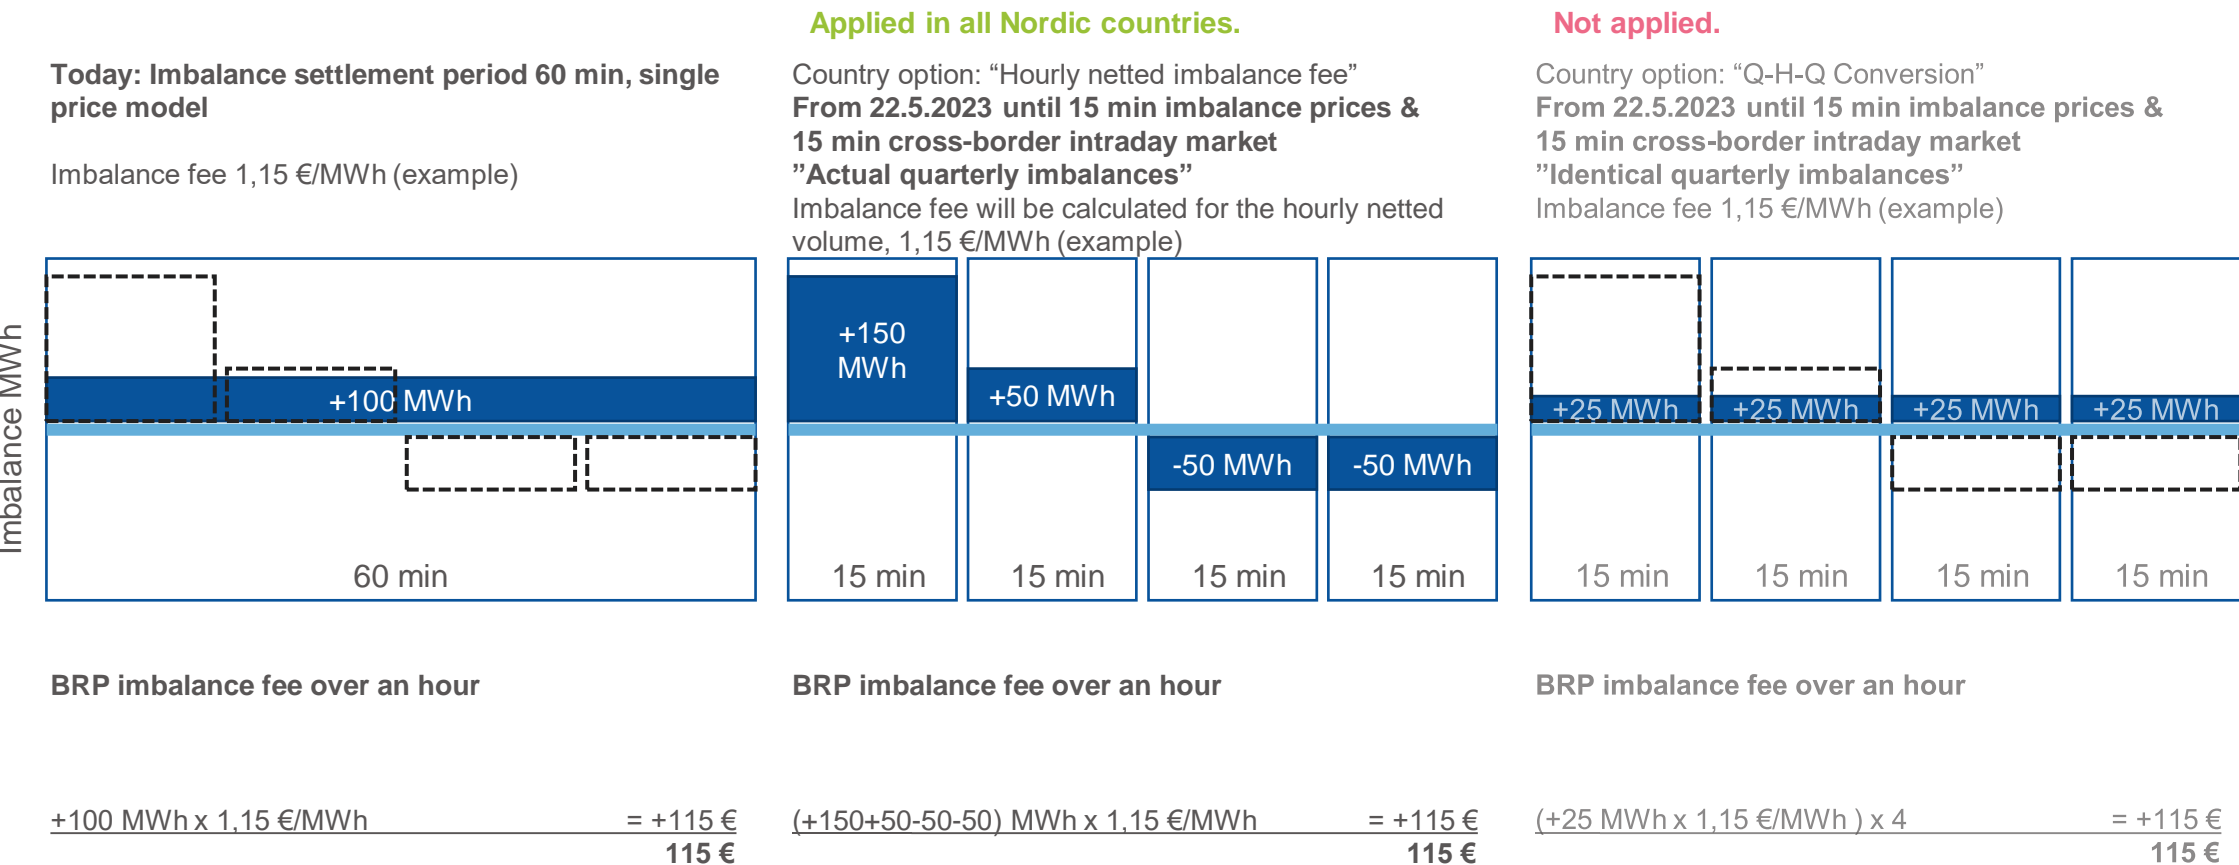 Applied in all Nordic countries.
Not applied.
Today: Imbalance settlement period 60 min, single
price model
Imbalance fee 1,15 €/MWh (example)
Country option: “Hourly netted imbalance fee”
From 22.5.2023 until 15 min imbalance prices &
15 min cross-border intraday market
”Actual quarterly imbalances”
Imbalance fee will be calculated for the hourly netted
volume, 1,15 €/MWh (example)
Country option: “Q-H-Q Conversion”
From 22.5.2023 until 15 min imbalance prices &
15 min cross-border intraday market
”Identical quarterly imbalances”
Imbalance fee 1,15 €/MWh (example)
Imbalance MWh
+100 MWh
60 min
+150
MWh
+50 MWh
-50 MWh
-50 MWh
15 min
15 min
15 min
15 min
+25 MWh
+25 MWh
+25 MWh
+25 MWh
15 min
15 min
15 min
15 min
BRP imbalance fee over an hour
+100 MWh x 1,15 €/MWh = +115 €
115 €
BRP imbalance fee over an hour
(+150+50-50-50) MWh x 1,15 €/MWh = +115 €
115 €
BRP imbalance fee over an hour
(+25 MWh x 1,15 €/MWh ) x 4 = +115 €
115 €